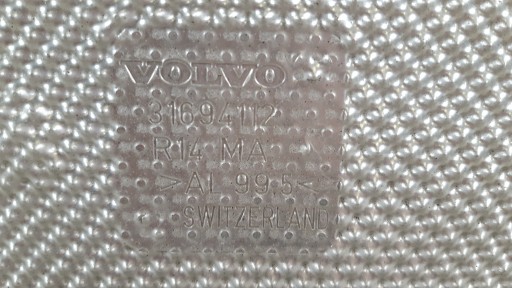 VOLVO
31694112
R14 MA
>AL 99.5<
SWITZERLAND